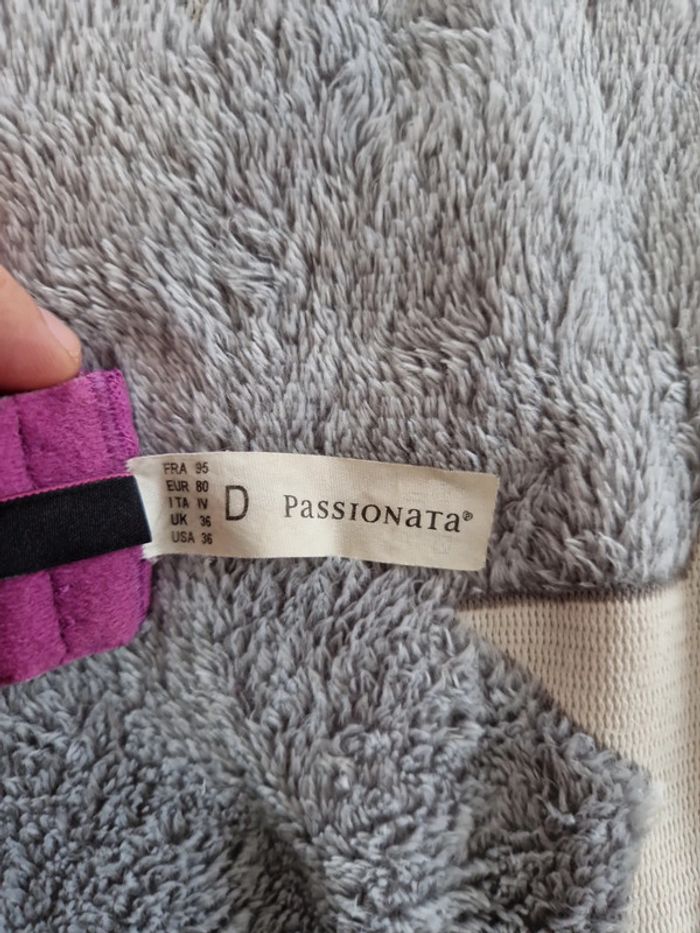 FRA 95
EUR 80
ITA IV
UK 36
USA 36
D
PASSIONATA®